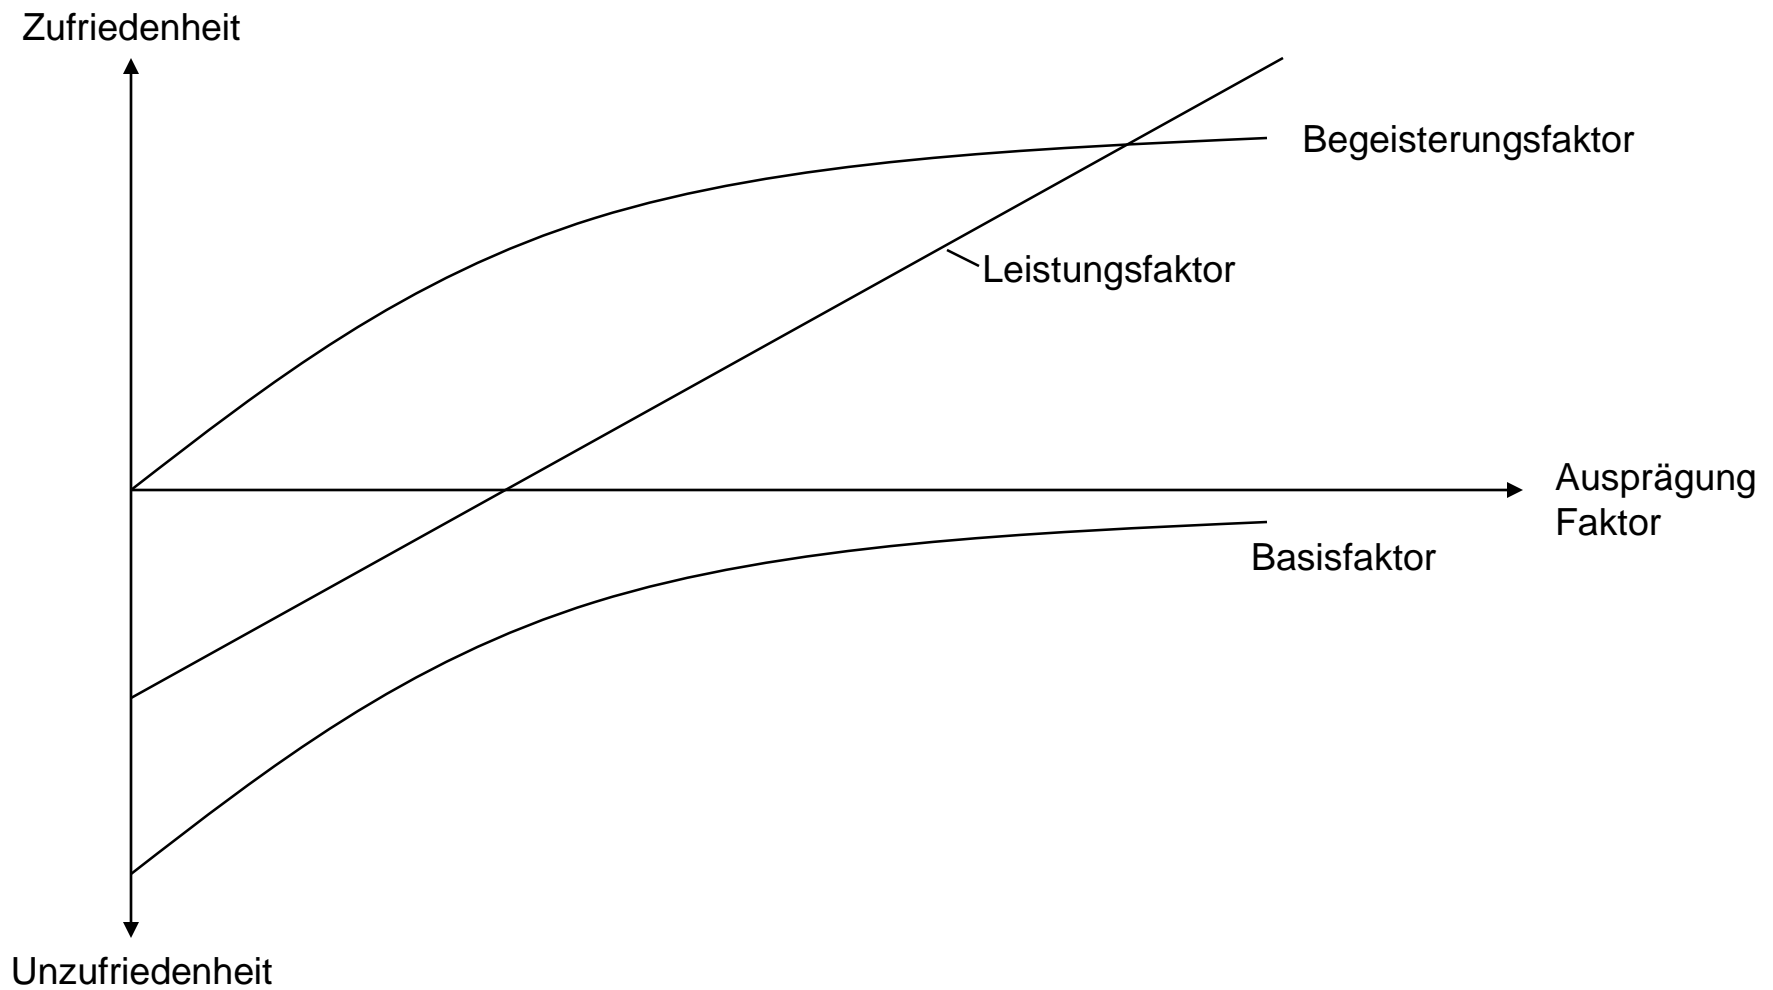 Zufriedenheit
Begeisterungsfaktor
Leistungsfaktor
Ausprägung
Faktor
Basisfaktor
Unzufriedenheit